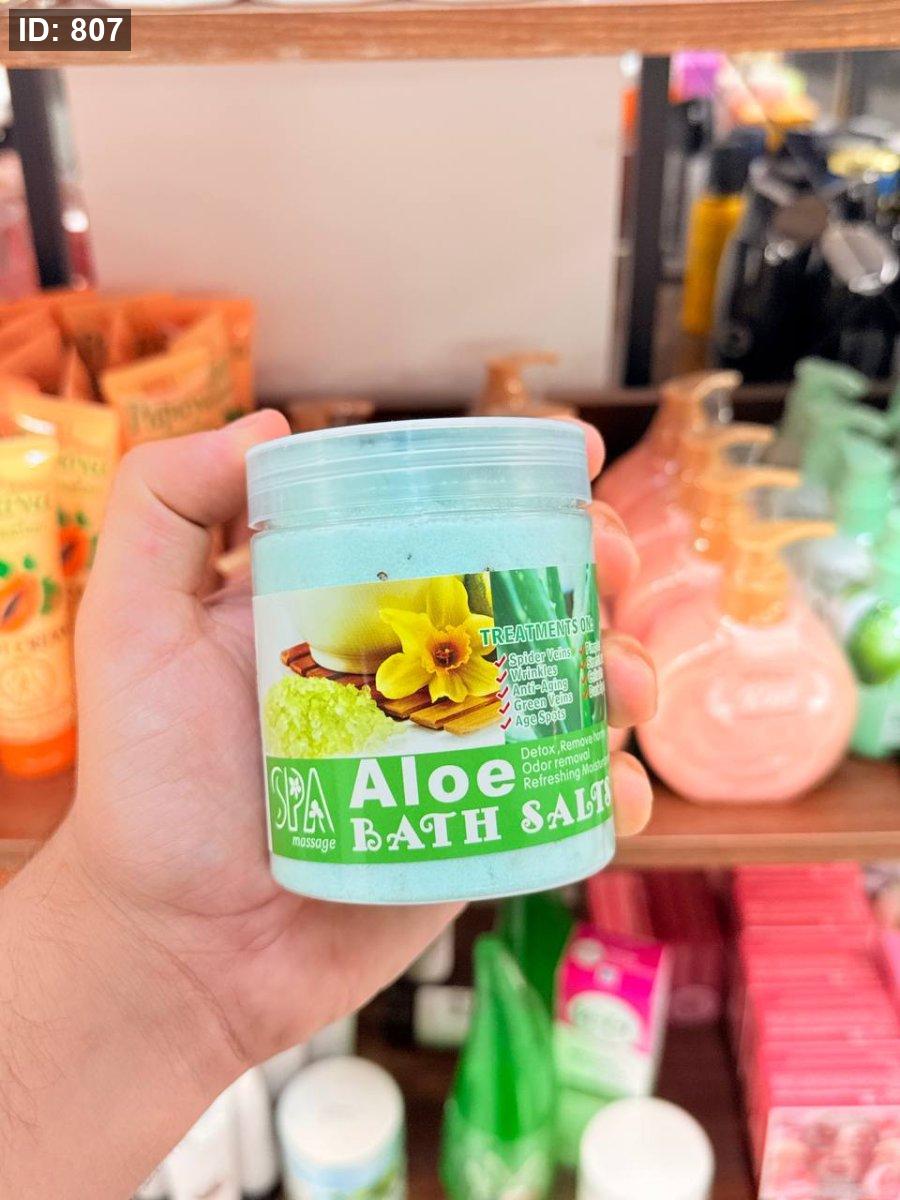 ID: 807
TREATMENTS ON:
Spider Veins
Wrinkles
Anti-Aging
Green Veins
Age Spots
Detox, Remove
Odor removal
Refreshing
SPA
massage
Aloe
BATH SALTS